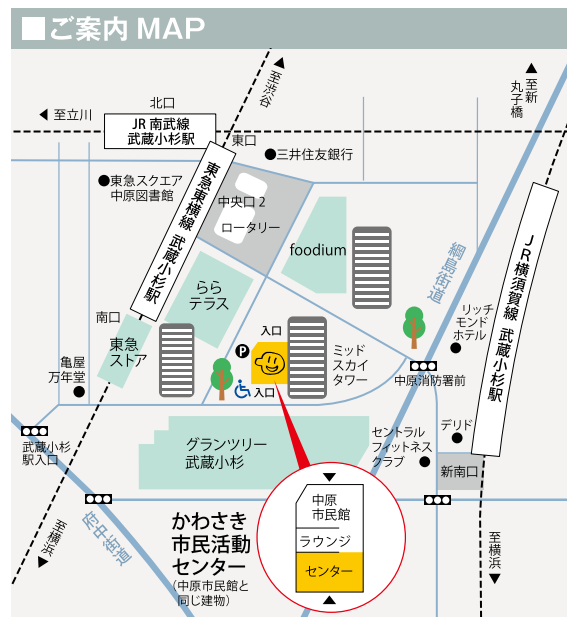 ■ご案内 MAP
至渋谷
至新
丸子橋
北口
至立川
JR 南武線
武蔵小杉駅
東口
三井住友銀行
東急スクエア
中原図書館
東急東横線 武蔵小杉駅
中央口 2
ロータリー
foodium
綱島街道
JR横須賀線 武蔵小杉駅
らら
テラス
リッチ
モンド
ホテル
南口
東急
ストア
P
入口
ミッド
スカイ
タワー
亀屋
万年堂
入口
中原消防署前
武蔵小杉
駅入口
グランツリー
武蔵小杉
セントラル
フィットネス
クラブ
デリド
新南口
府中街道
至横浜
かわさき
市民活動
センター
(中原市民館と
同じ建物)
中原
市民館
ラウンジ
センター
至横浜